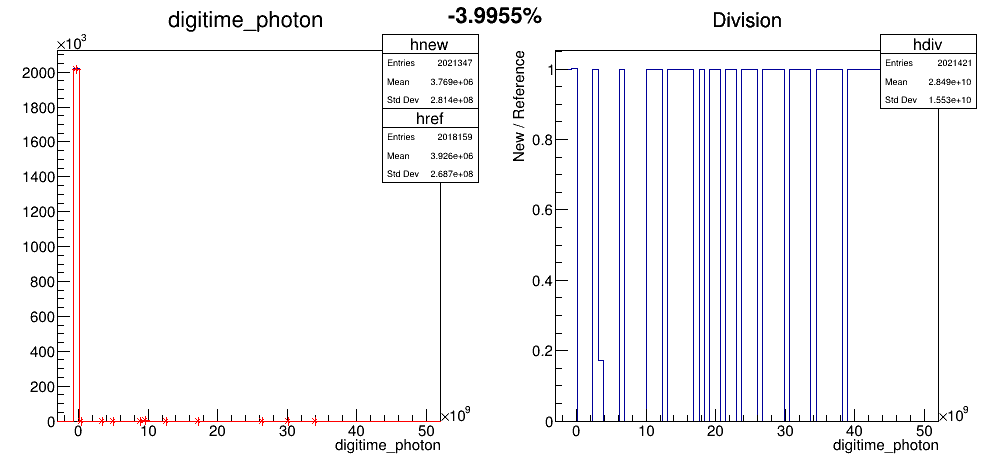 -3.9955%
digitime_photon
×10³
2000
1800
1600
1400
1200
1000
800
600
400
200
0
0 10 20 30 40 50
×10⁹
digitime_photon
hnew
Entries 2021347
Mean 3.769e+06
Std Dev 2.814e+08
href
Entries 2018159
Mean 3.926e+06
Std Dev 2.687e+08
Division
New / Reference
1
0.8
0.6
0.4
0.2
0
0 10 20 30 40 50
×10⁹
digitime_photon
hdiv
Entries 2021421
Mean 2.849e+10
Std Dev 1.553e+10